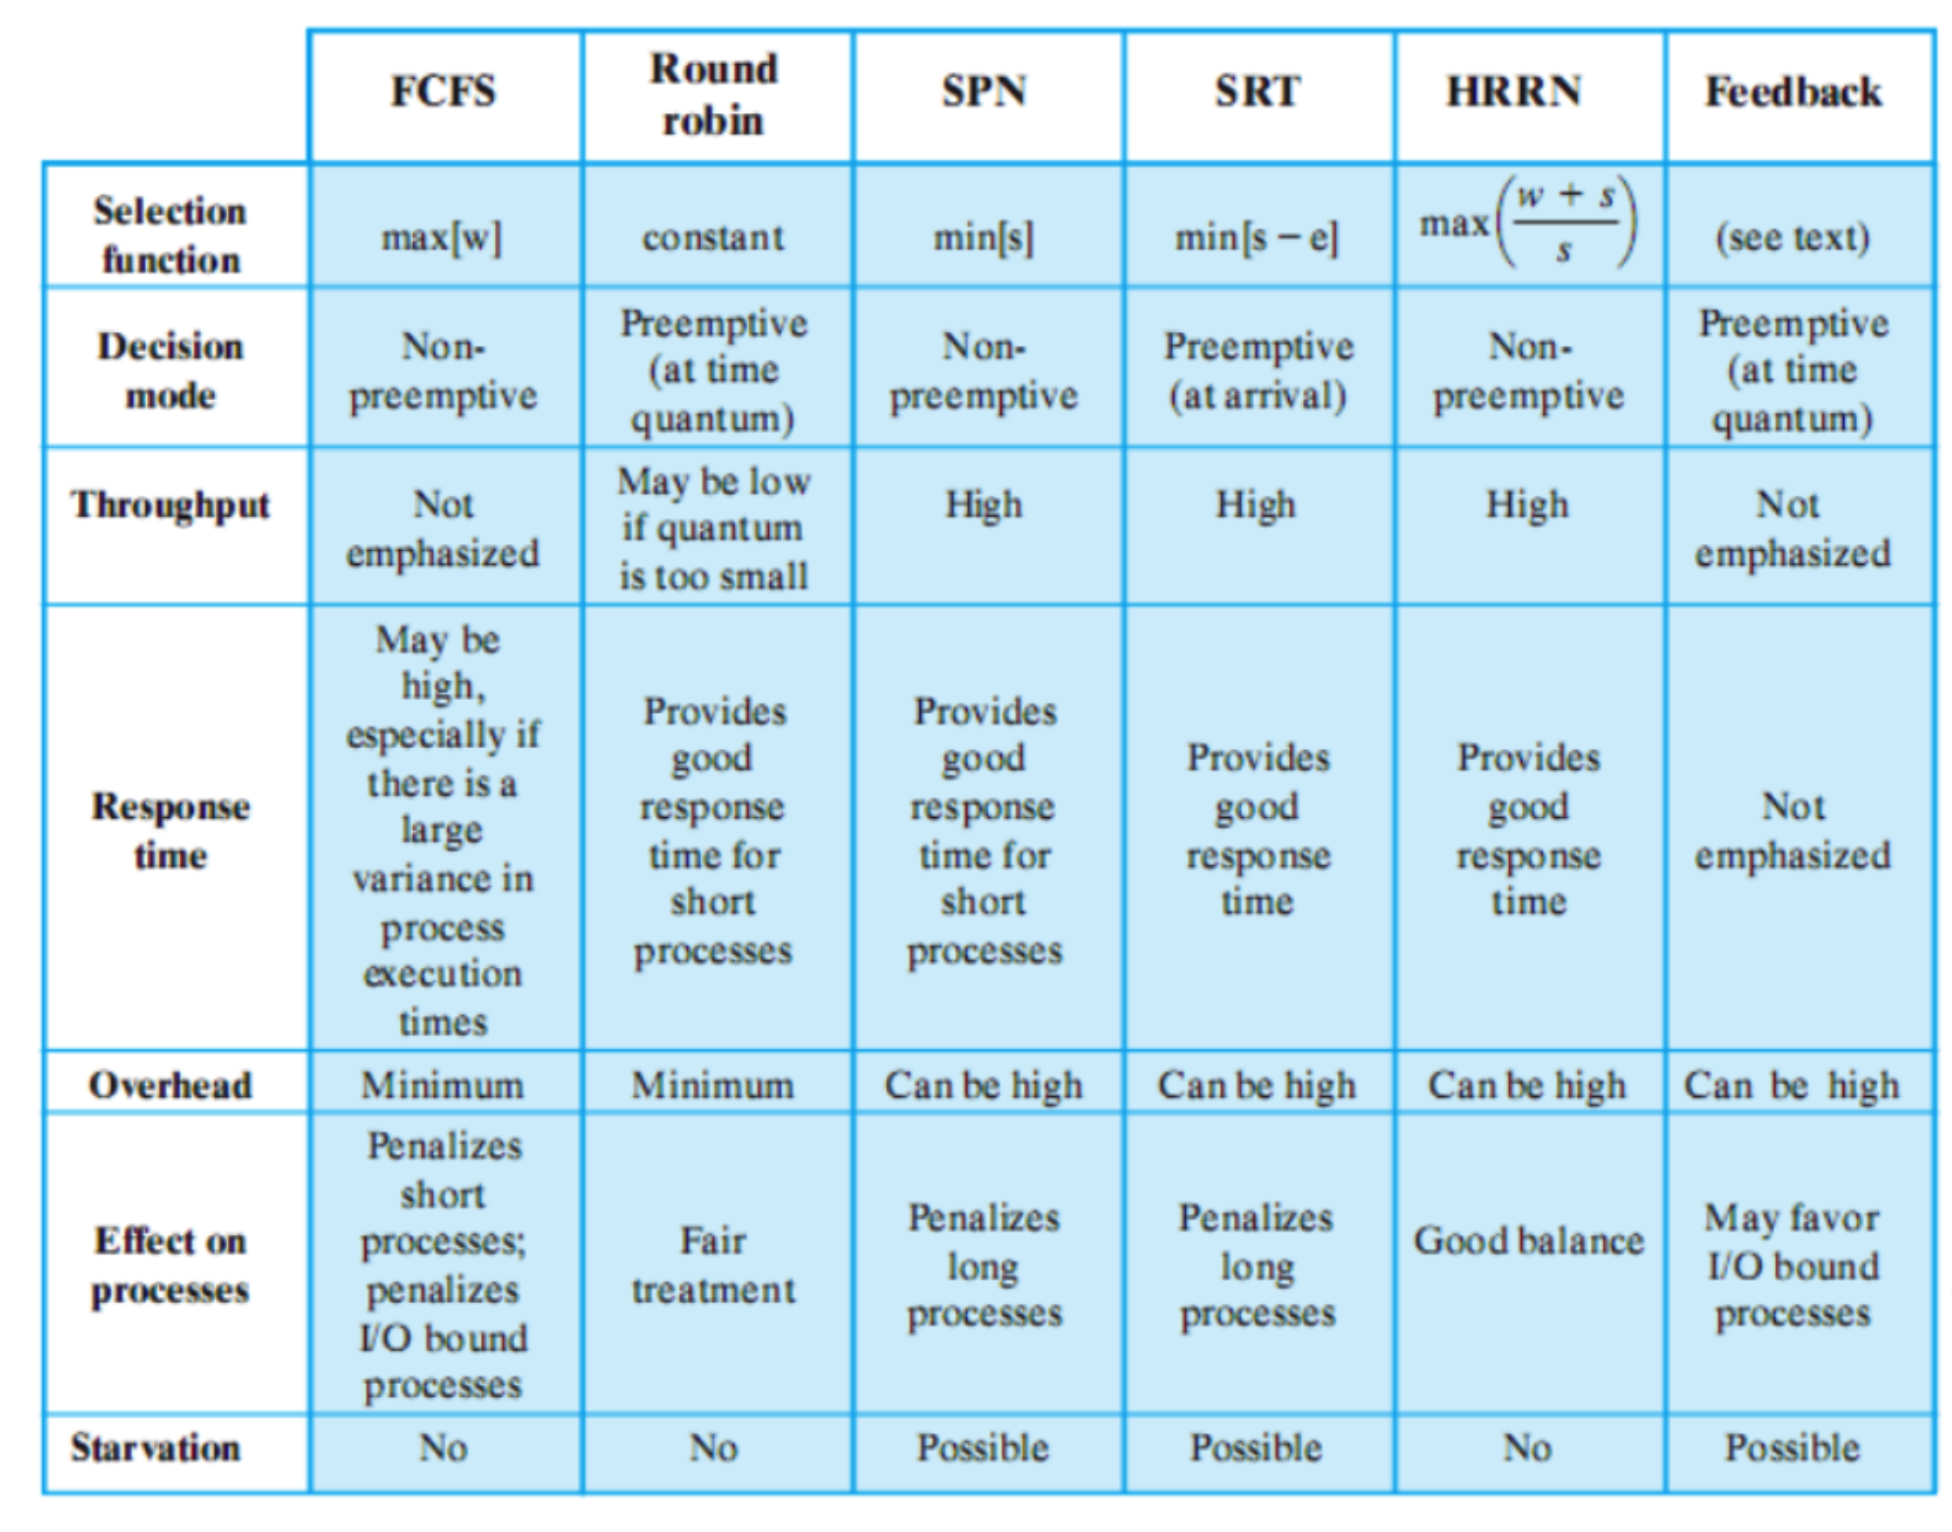 FCFS
Round
robin
SPN
SRT
HRRN
Feedback
Selection
function
max[w]
constant
min[s]
min[s – e]
max(w + s / s)
(see text)
Decision
mode
Non-
preemptive
Preemptive
(at time
quantum)
Non-
preemptive
Preemptive
(at arrival)
Non-
preemptive
Preemptive
(at time
quantum)
Throughput
Not
emphasized
May be low
if quantum
is too small
High
High
High
Not
emphasized
Response
time
May be
high,
especially if
there is a
large
variance in
process
execution
times
Provides
good
response
time for
short
processes
Provides
good
response
time for
short
processes
Provides
good
response
time
Provides
good
response
time
Not
emphasized
Overhead
Minimum
Minimum
Can be high
Can be high
Can be high
Can be high
Effect on
processes
Penalizes
short
processes;
penalizes
I/O bound
processes
Fair
treatment
Penalizes
long
processes
Penalizes
long
processes
Good balance
May favor
I/O bound
processes
Starvation
No
No
Possible
Possible
No
Possible